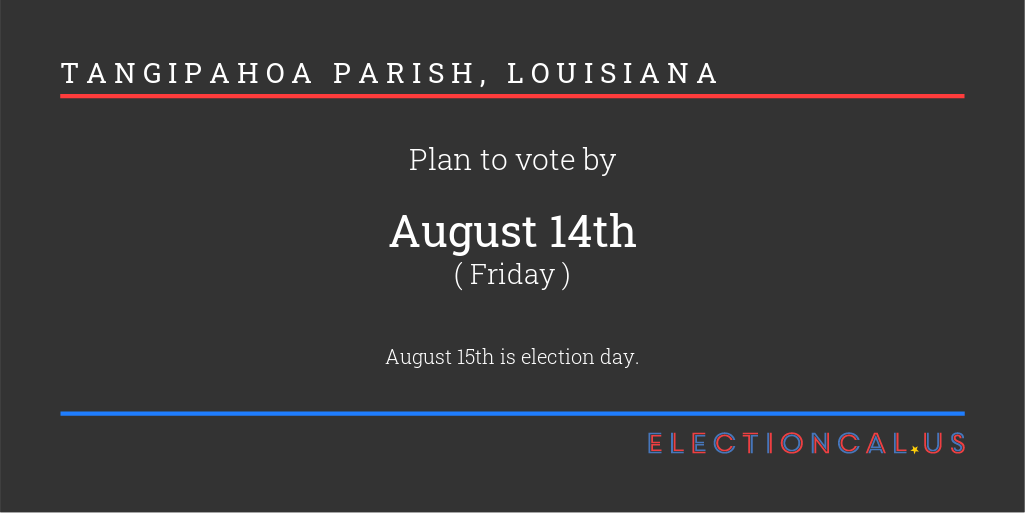 TANGIPAHOA PARISH, LOUISIANA
Plan to vote by
August 14th
( Friday )
August 15th is election day.
ELECTIONCAL.US